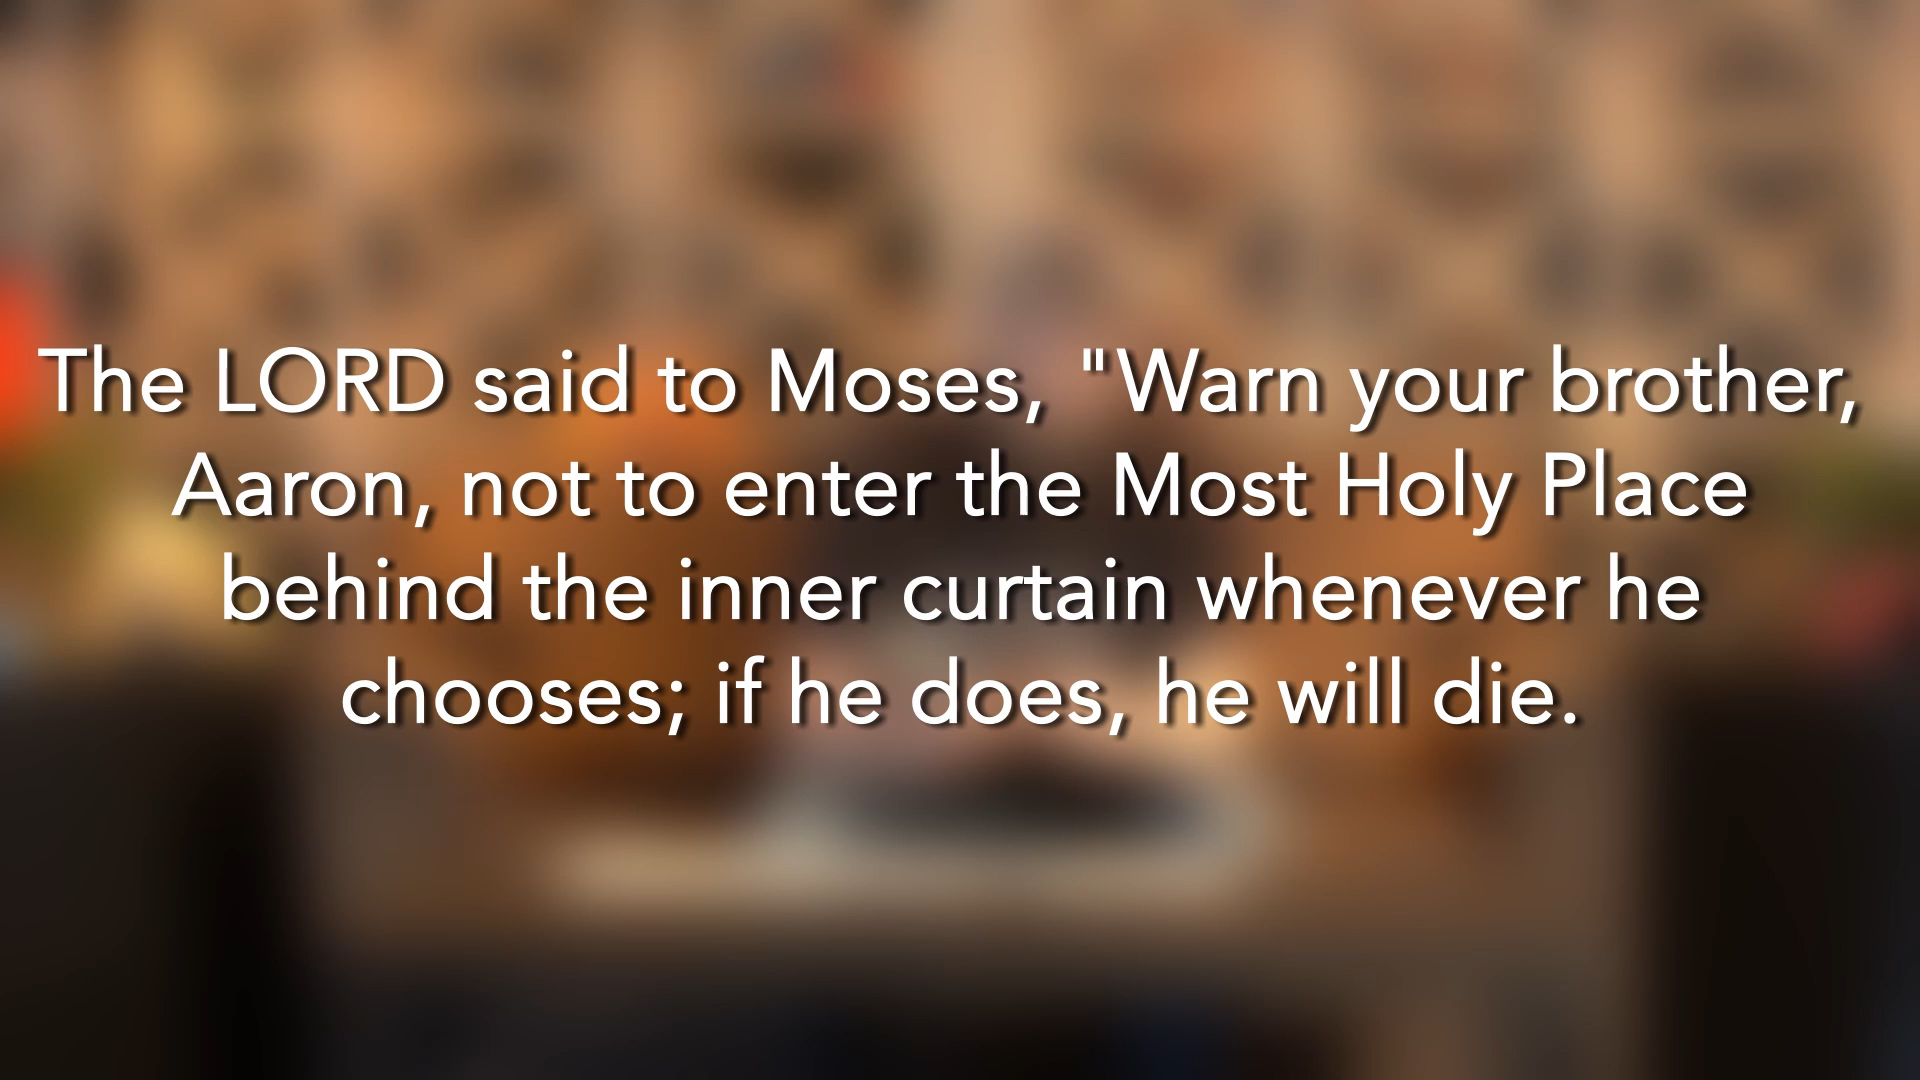 The LORD said to Moses, "Warn your brother,
Aaron, not to enter the Most Holy Place
behind the inner curtain whenever he
chooses; if he does, he will die.